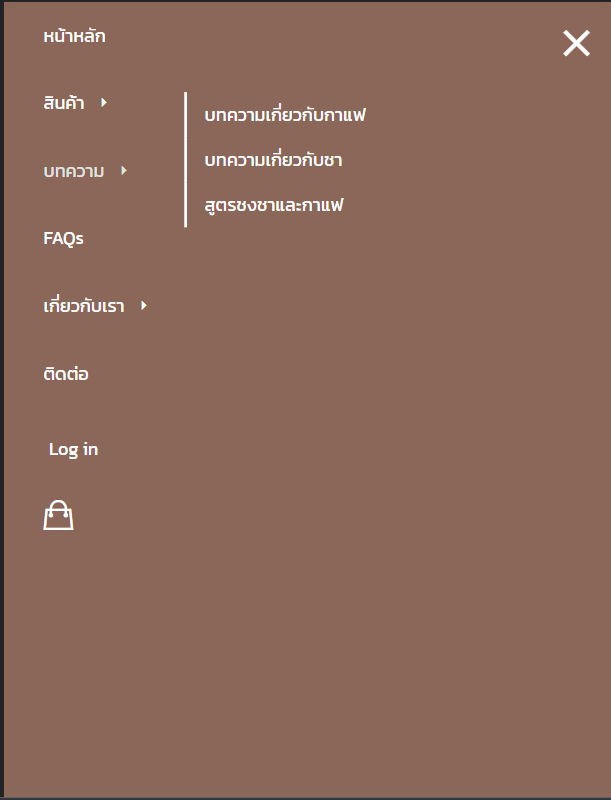 หน้าหลัก
สินค้า
บทความ
บทความเกี่ยวกับกาแฟ
บทความเกี่ยวกับชา
สูตรชงชาและกาแฟ
FAQs
เกี่ยวกับเรา
ติดต่อ
Log in